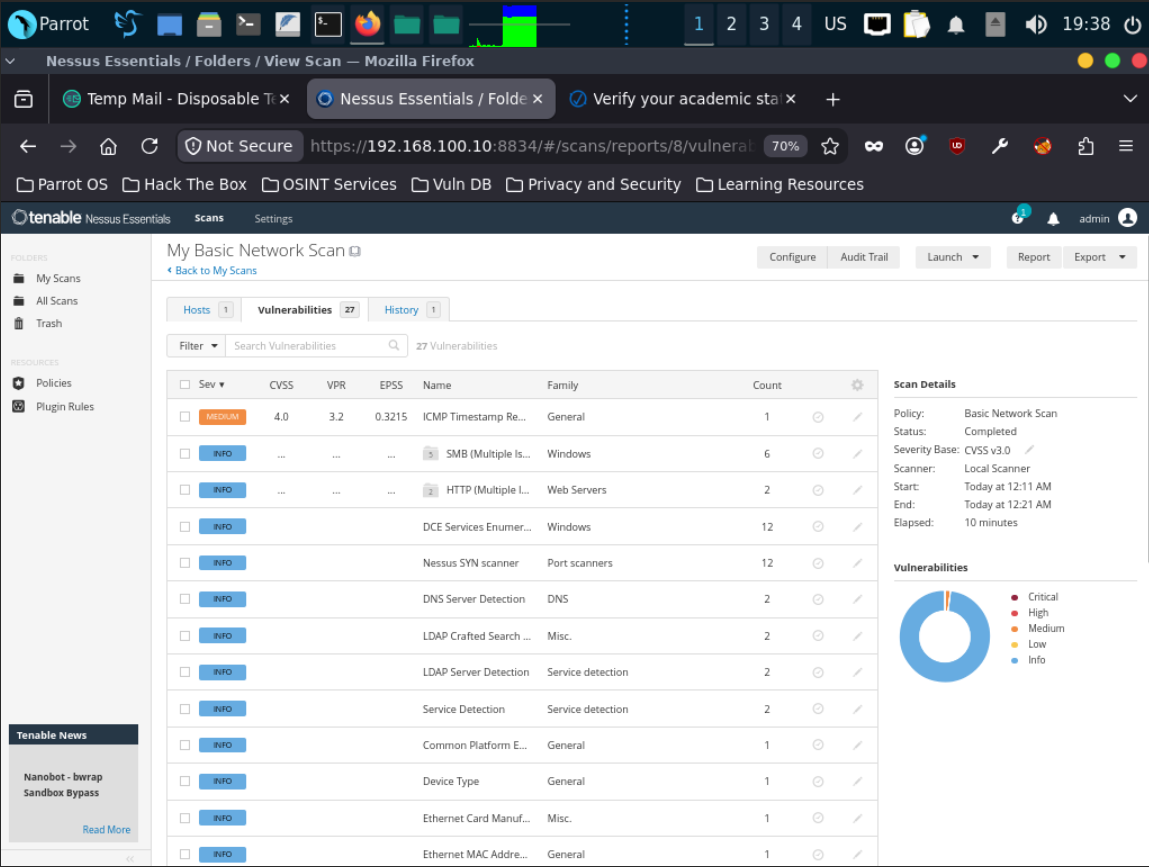 Parrot 1 2 3 4 US 19:38
Nessus Essentials / Folders / View Scan — Mozilla Firefox
Temp Mail - Disposable Te Nessus Essentials / Folde Verify your academic sta
Not Secure https://192.168.100.10:8834/#/scans/reports/8/vulnerab 70%
Parrot OS Hack The Box OSINT Services Vuln DB Privacy and Security Learning Resources
tenable Nessus Essentials Scans Settings 1 admin
FOLDERS
My Scans
All Scans
Trash
RESOURCES
Policies
Plugin Rules
Tenable News
Nanobot - bwrap
Sandbox Bypass
Read More
My Basic Network Scan
Back to My Scans
Configure Audit Trail Launch Report Export
Hosts 1 Vulnerabilities 27 History 1
Filter Search Vulnerabilities 27 Vulnerabilities
Sev CVSS VPR EPSS Name Family Count
MEDIUM 4.0 3.2 0.3215 ICMP Timestamp Re... General 1
INFO ... ... ... 5 SMB (Multiple Is... Windows 6
INFO ... ... ... 2 HTTP (Multiple I... Web Servers 2
INFO DCE Services Enumer... Windows 12
INFO Nessus SYN scanner Port scanners 12
INFO DNS Server Detection DNS 2
INFO LDAP Crafted Search ... Misc. 2
INFO LDAP Server Detection Service detection 2
INFO Service Detection Service detection 2
INFO Common Platform E... General 1
INFO Device Type General 1
INFO Ethernet Card Manuf... Misc. 1
INFO Ethernet MAC Addre... General 1
Scan Details
Policy: Basic Network Scan
Status: Completed
Severity Base: CVSS v3.0
Scanner: Local Scanner
Start: Today at 12:11 AM
End: Today at 12:21 AM
Elapsed: 10 minutes
Vulnerabilities
Critical
High
Medium
Low
Info